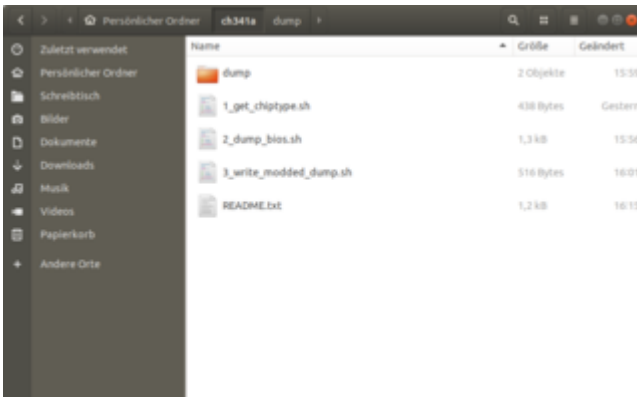 Persönlicher Ordner ch341a dump
Zuletzt verwendet
Persönlicher Ordner
Schreibtisch
Bilder
Dokumente
Downloads
Musik
Videos
Papierkorb
Andere Orte
Name Größe Geändert
dump 2 Objekte 15:59
1_get_chiptype.sh 438 Bytes Gestern
2_dump_bios.sh 1,3 kB 15:56
3_write_modded_dump.sh 516 Bytes 16:01
README.txt 1,2 kB 16:15